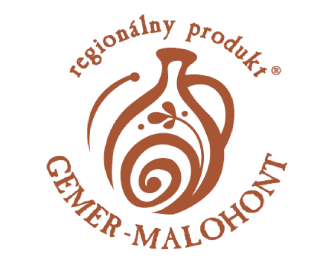 regionálny produkt ®
GEMER-MALOHONT